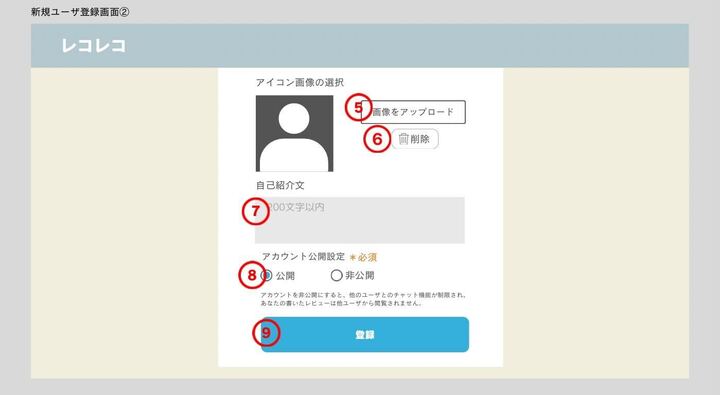 新規ユーザ登録画面②
レコレコ
アイコン画像の選択
⑤ 画像をアップロード
⑥ 削除
自己紹介文
⑦ 200文字以内
アカウント公開設定 ＊必須
⑧ 公開 非公開
アカウントを非公開にすると、他のユーザとのチャット機能が制限され、
あなたの書いたレビューは他ユーザから閲覧されません。
⑨ 登録